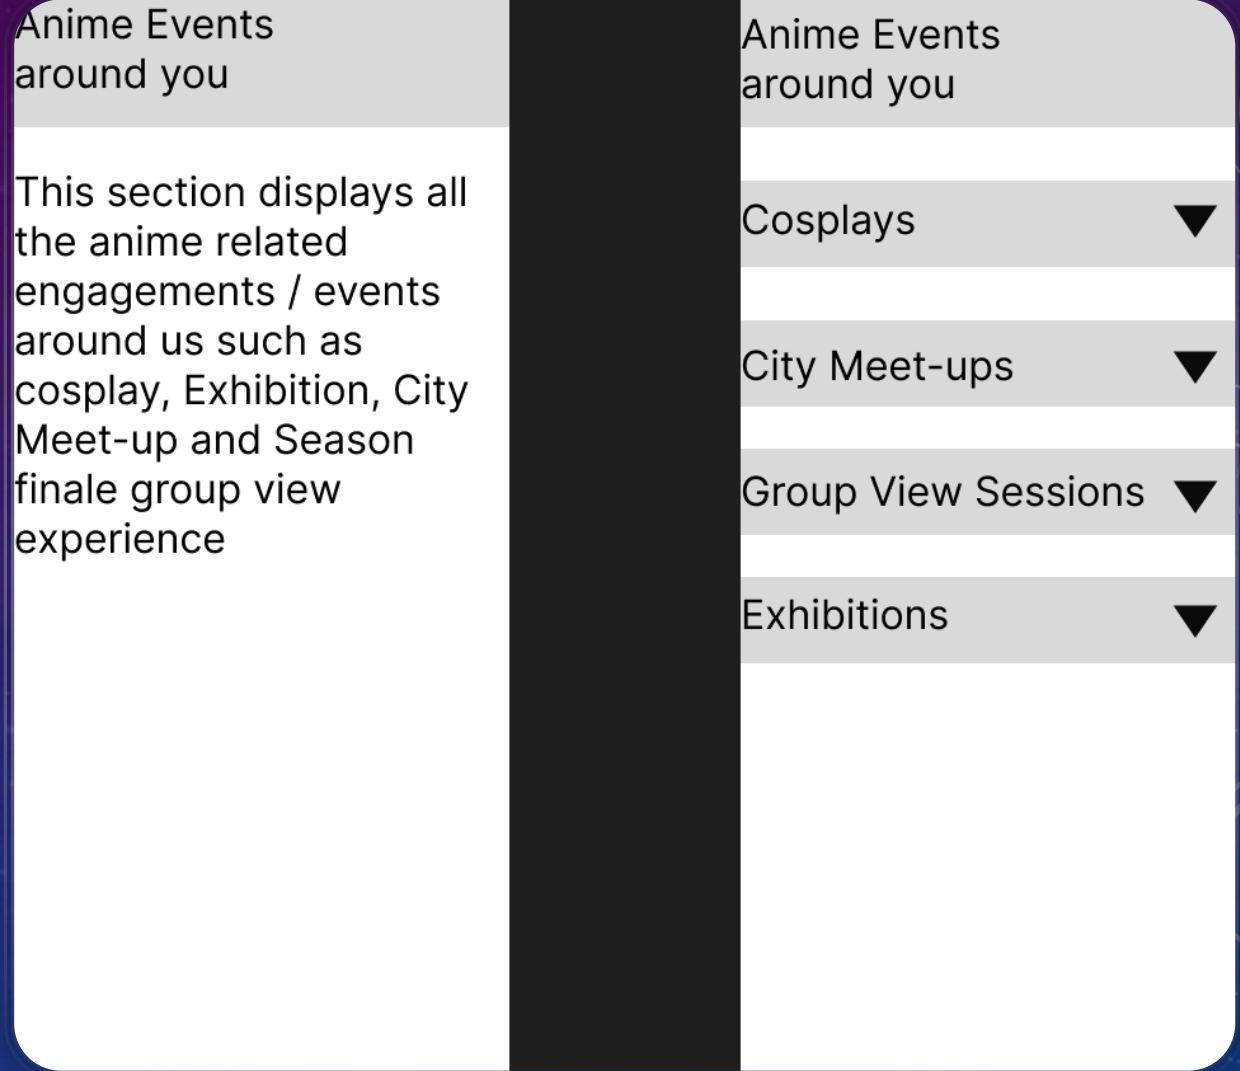 Anime Events
around you
This section displays all
the anime related
engagements / events
around us such as
cosplay, Exhibition, City
Meet-up and Season
finale group view
experience
Anime Events
around you
Cosplays
City Meet-ups
Group View Sessions
Exhibitions